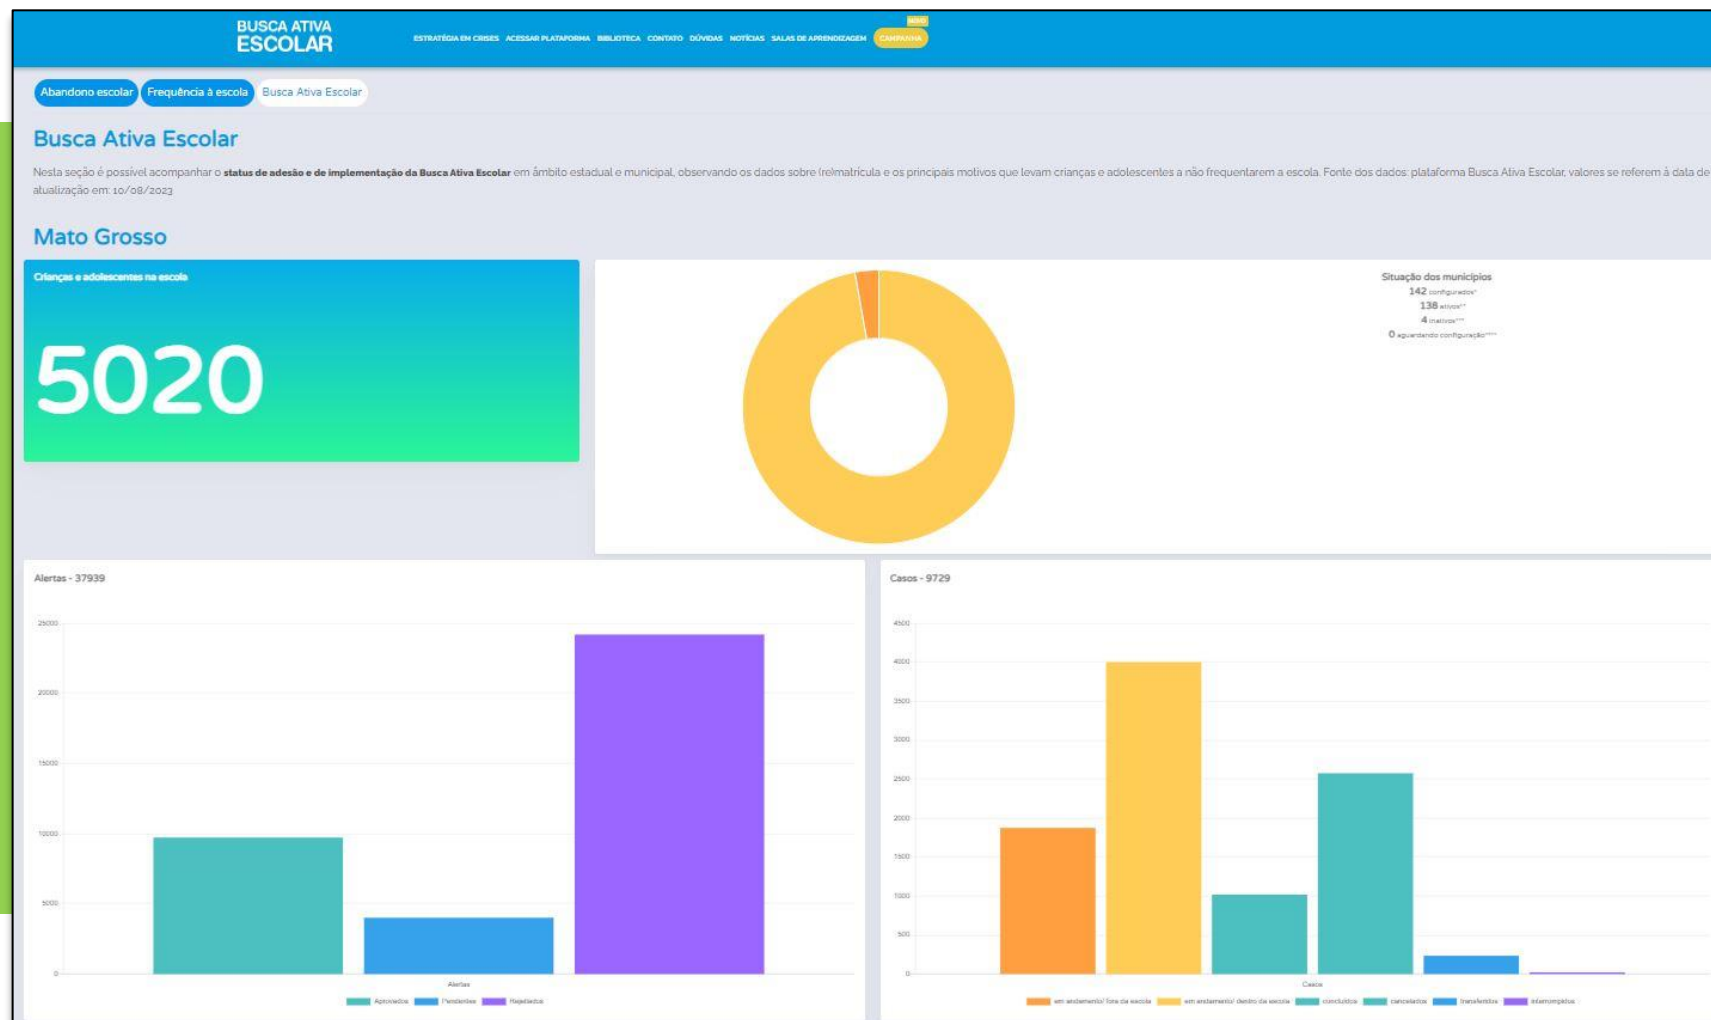 BUSCA ATIVA
ESCOLAR
ESTRATÉGIA EM CRISES ACESSAR PLATAFORMA BIBLIOTECA CONTATO DÚVIDAS NOTÍCIAS SALAS DE APRENDIZAGEM
NOVO
CAMPANHA
Abandono escolar Frequência à escola Busca Ativa Escolar
Busca Ativa Escolar
Nesta seção é possível acompanhar o status de adesão e de implementação da Busca Ativa Escolar em âmbito estadual e municipal, observando os dados sobre (re)matrícula e os principais motivos que levam crianças e adolescentes a não frequentarem a escola. Fonte dos dados: plataforma Busca Ativa Escolar, valores se referem à data de
atualização em: 10/08/2023
Mato Grosso
Crianças e adolescentes na escola
5020
Situação dos municípios
142 configurados*
138 ativos**
4 inativos***
0 aguardando configuração****
Alertas - 37939
25000
20000
15000
10000
5000
0
Alertas
Aprovados Pendentes Rejeitados
Casos - 9729
4500
4000
3500
3000
2500
2000
1500
1000
500
0
Casos
em andamento/ fora da escola em andamento/ dentro da escola concluídos cancelados transferidos interrompidos